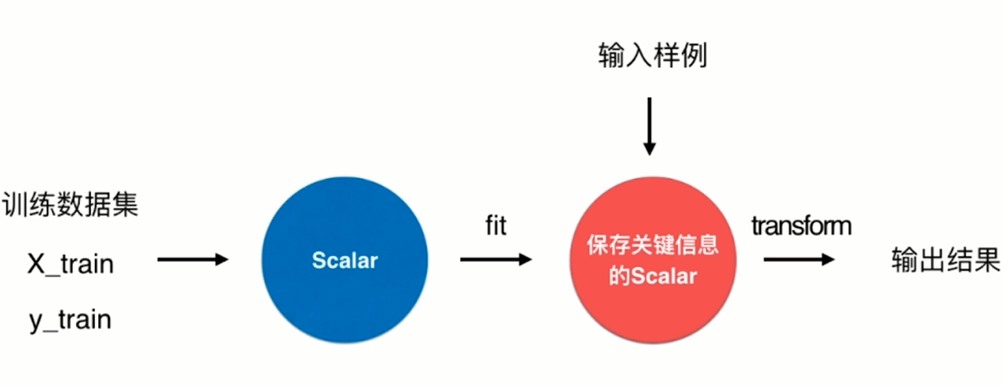 输入样例
训练数据集
X_train
y_train
Scalar
fit
保存关键信息
的Scalar
transform
输出结果